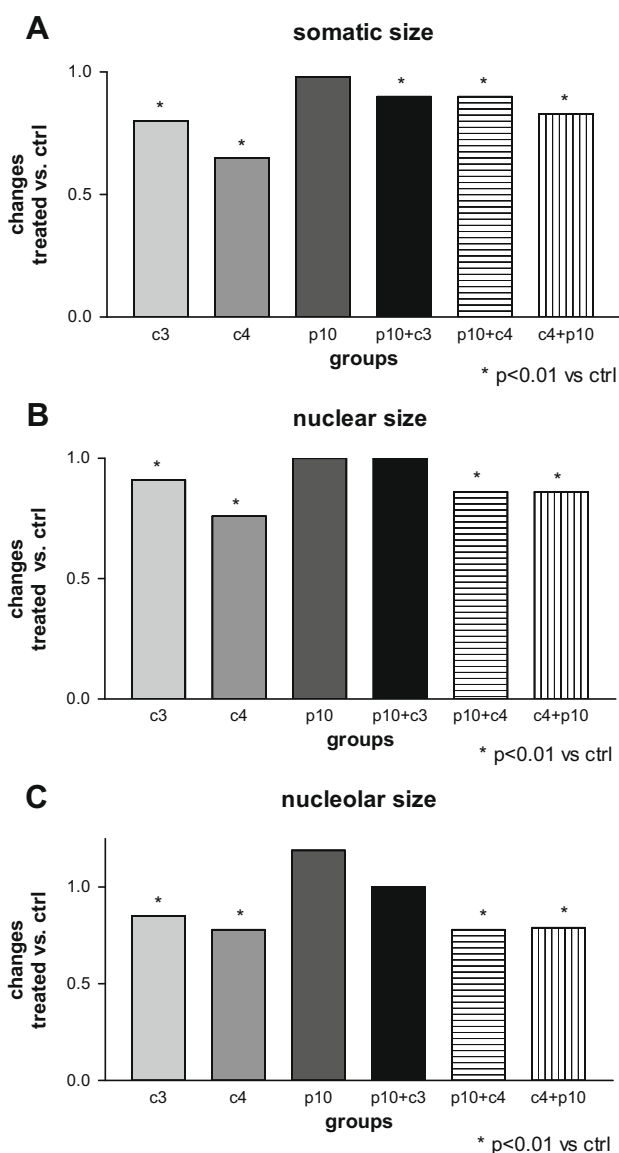 A
somatic size
changes
treated vs. ctrl
1.0
0.5
0.0
* * * * *
c3 c4 p10 p10+c3 p10+c4 c4+p10
groups
* p<0.01 vs ctrl
B
nuclear size
changes
treated vs. ctrl
1.0
0.5
0.0
* * * *
c3 c4 p10 p10+c3 p10+c4 c4+p10
groups
* p<0.01 vs ctrl
C
nucleolar size
changes
treated vs. ctrl
1.0
0.5
0.0
* * * *
c3 c4 p10 p10+c3 p10+c4 c4+p10
groups
* p<0.01 vs ctrl